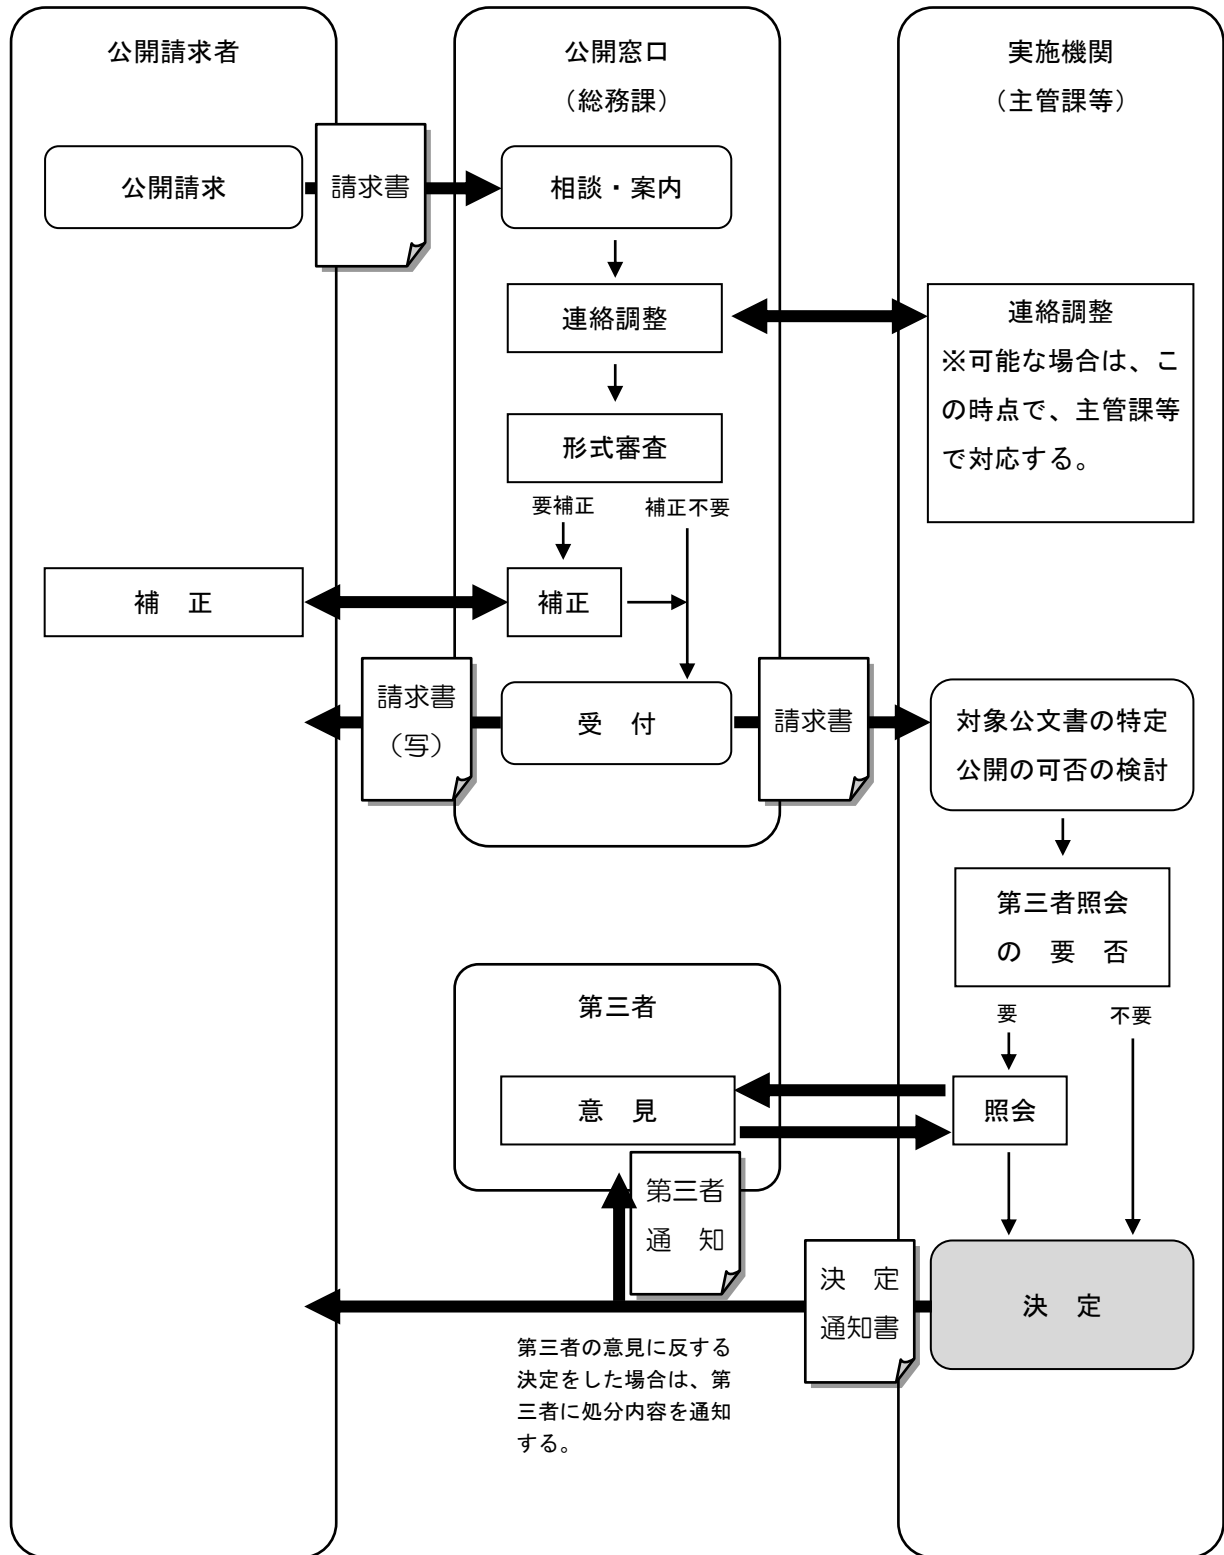 公開請求者
公開窓口
（総務課）
実施機関
（主管課等）
公開請求
請求書
相談・案内
連絡調整
連絡調整
※可能な場合は、こ
の時点で、主管課等
で対応する。
形式審査
要補正
補正不要
補　正
補正
請求書
（写）
受　付
請求書
対象公文書の特定
公開の可否の検討
第三者照会
の　要　否
要
不要
第三者
意　見
照会
第三者
通　知
決　定
通知書
決　定
第三者の意見に反する
決定をした場合は、第
三者に処分内容を通知
する。